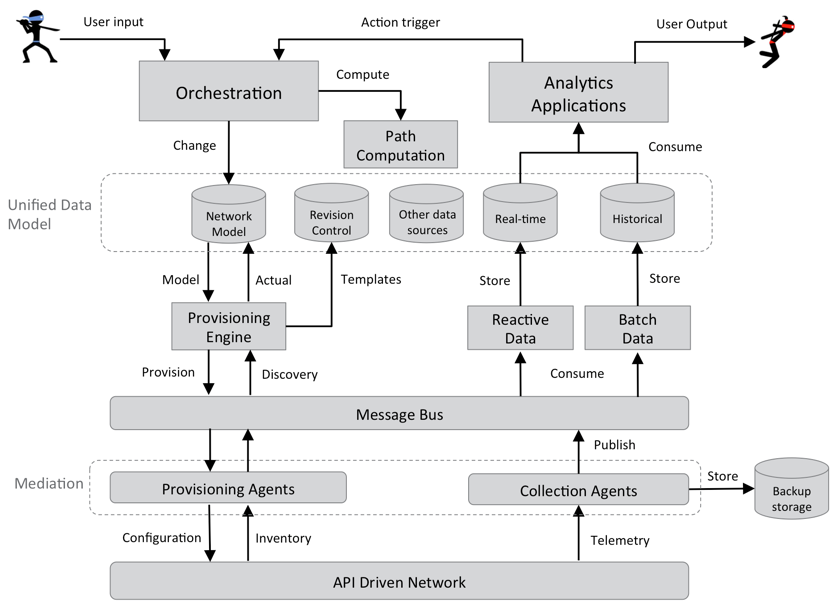 User input
Action trigger
User Output
Orchestration
Compute
Analytics
Applications
Change
Path
Computation
Consume
Unified Data
Model
Network
Model
Revision
Control
Other data
sources
Real-time
Historical
Model
Actual
Templates
Store
Store
Provisioning
Engine
Reactive
Data
Batch
Data
Provision
Discovery
Consume
Message Bus
Publish
Mediation
Provisioning Agents
Collection Agents
Store
Backup
storage
Configuration
Inventory
Telemetry
API Driven Network